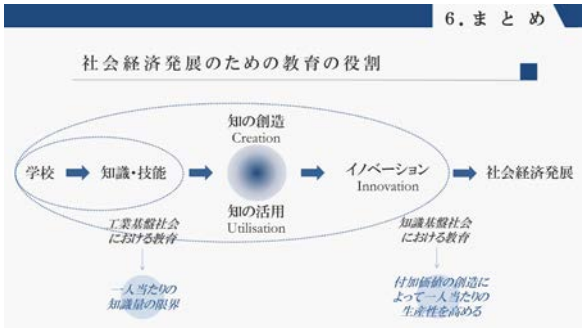 6.まとめ
社会経済発展のための教育の役割
知の創造
Creation
学校
知識・技能
イノベーション
Innovation
社会経済発展
知の活用
Utilisation
工業基盤社会
における教育
知識基盤社会
における教育
一人当たりの
知識量の限界
付加価値の創造に
よって一人当たりの
生産性を高める